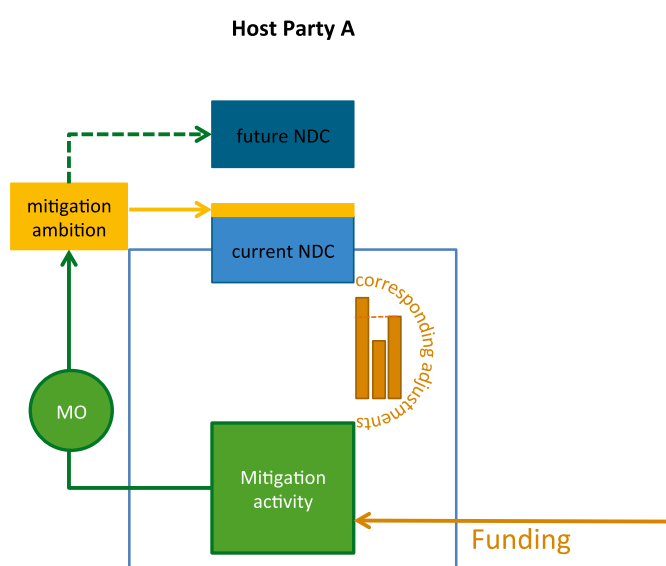 Host Party A
future NDC
mitigation
ambition
current NDC
corresponding adjustments
MO
Mitigation
activity
Funding